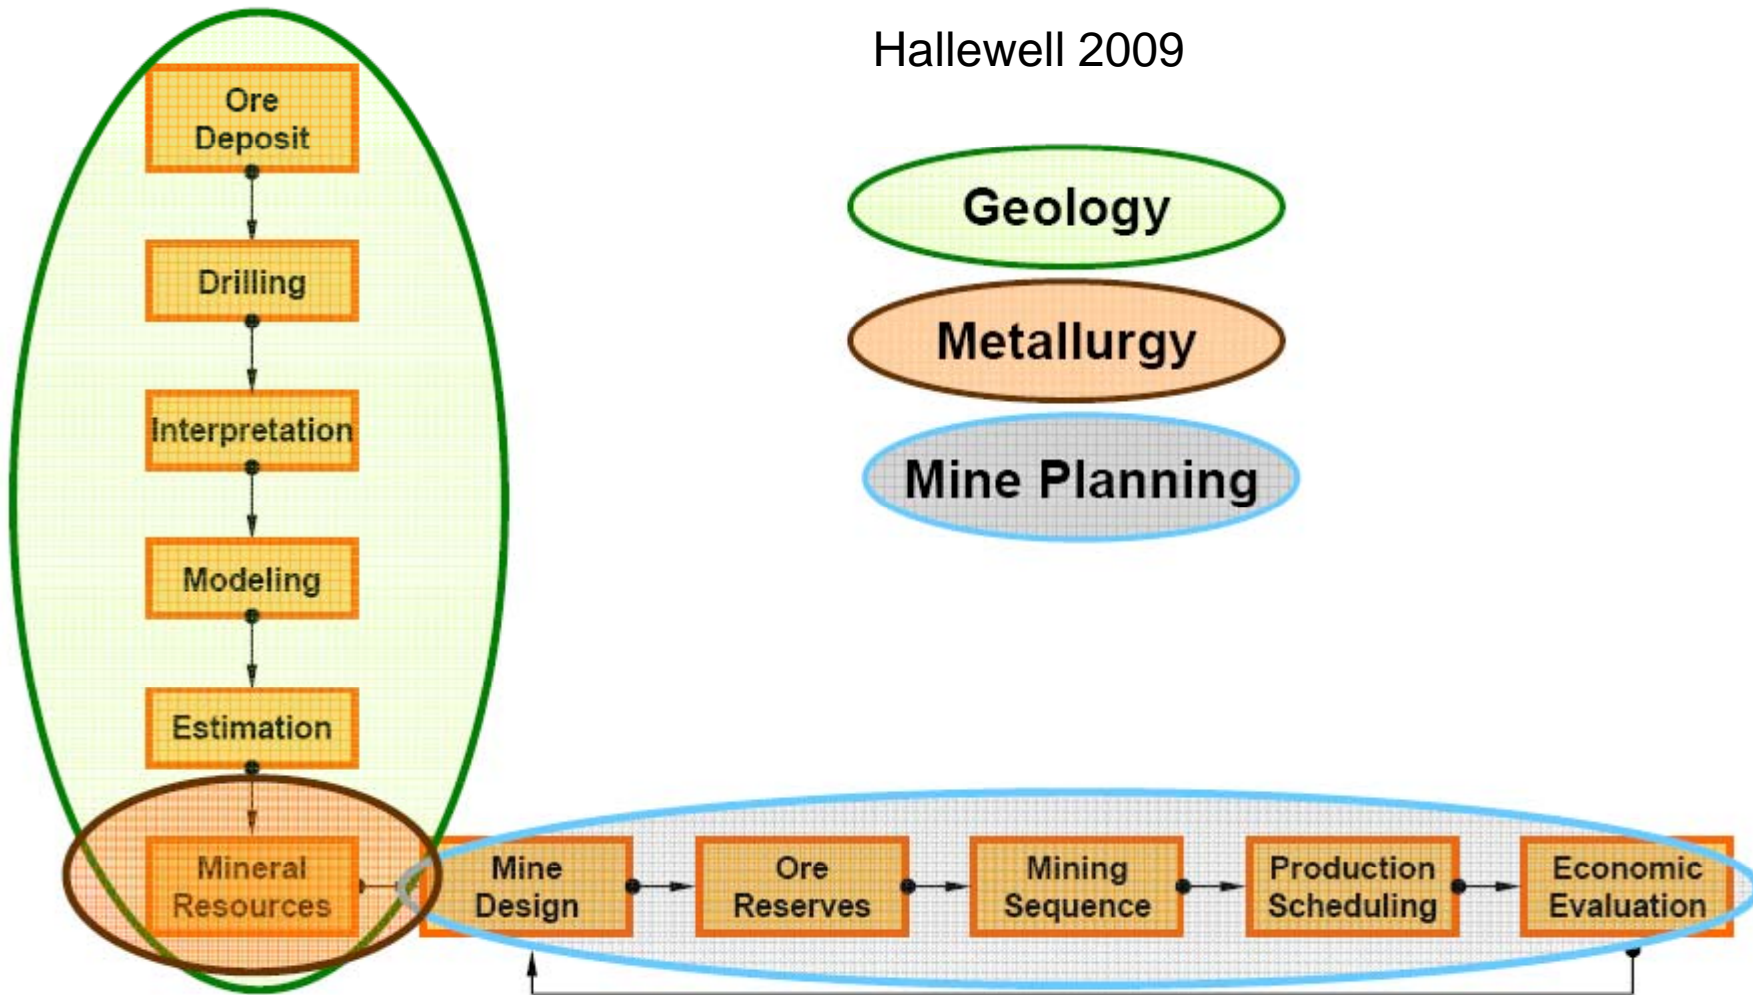 Hallewell 2009
Ore
Deposit
Drilling
Interpretation
Modeling
Estimation
Mineral
Resources
Geology
Metallurgy
Mine Planning
Mine
Design
Ore
Reserves
Mining
Sequence
Production
Scheduling
Economic
Evaluation